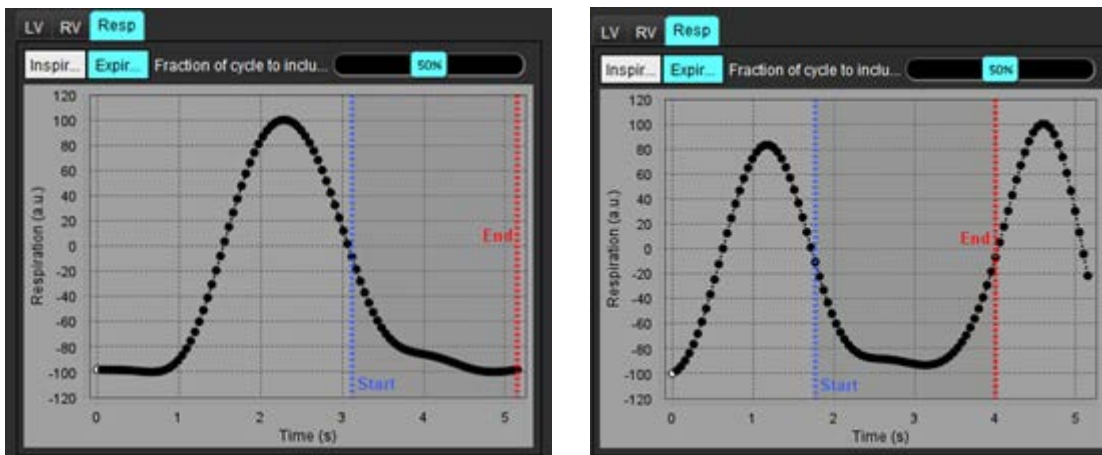 LV RV Resp
Inspir... Expir... Fraction of cycle to inclu... 50%
120
100
80
60
40
20
0
-20
-40
-60
-80
-100
-120
Respiration (a.u.)
End
Start
0 1 2 3 4 5
Time (s)
LV RV Resp
Inspir... Expir... Fraction of cycle to inclu... 50%
120
100
80
60
40
20
0
-20
-40
-60
-80
-100
-120
Respiration (a.u.)
End
Start
0 1 2 3 4 5
Time (s)